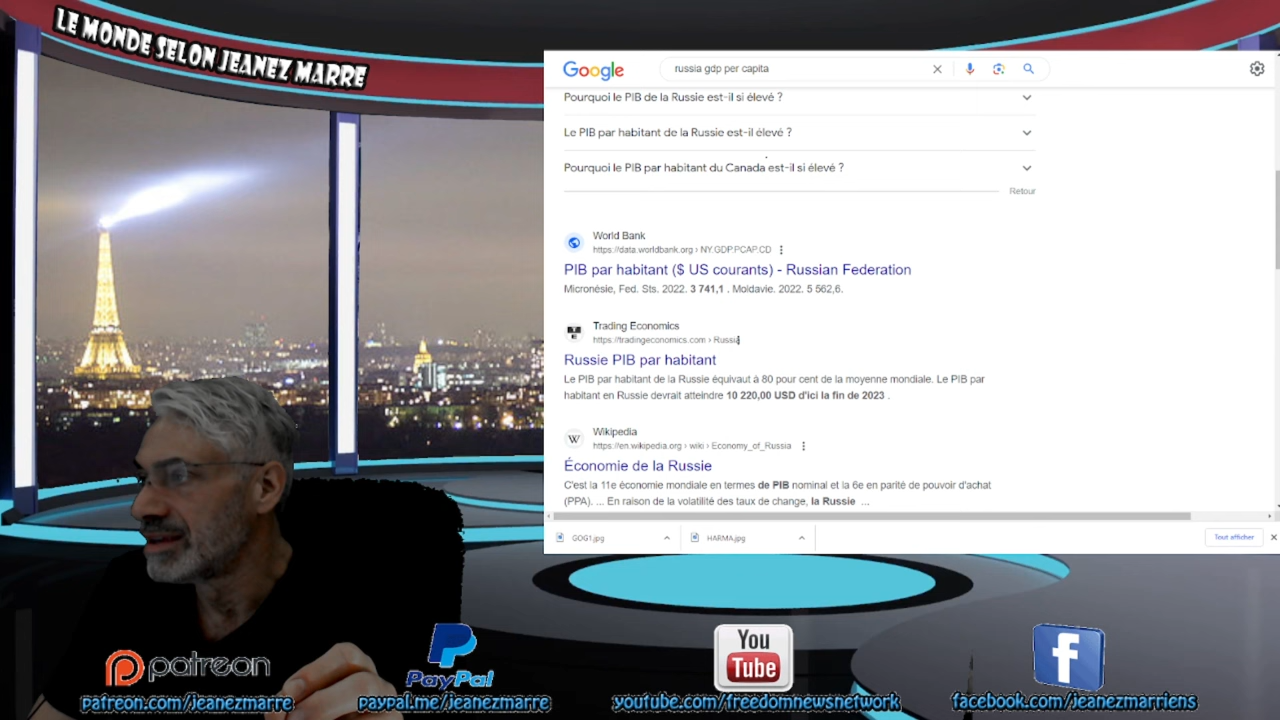 LE MONDE SELON JEANEZ MARRE
Google
russia gdp per capita
Pourquoi le PIB de la Russie est-il si élevé ?
Le PIB par habitant de la Russie est-il élevé ?
Pourquoi le PIB par habitant du Canada est-il si élevé ?
Retour
World Bank
https://data.worldbank.org › NY.GDP.PCAP.CD
PIB par habitant ($ US courants) - Russian Federation
Micronésie, Fed. Sts. 2022. 3 741,1 . Moldavie. 2022. 5 562,6.
Trading Economics
https://tradingeconomics.com › Russia
Russie PIB par habitant
Le PIB par habitant de la Russie équivaut à 80 pour cent de la moyenne mondiale. Le PIB par
habitant en Russie devrait atteindre 10 220,00 USD d'ici la fin de 2023 .
Wikipedia
W
https://en.wikipedia.org › wiki › Economy_of_Russia
Économie de la Russie
C'est la 11e économie mondiale en termes de PIB nominal et la 6e en parité de pouvoir d'achat
(PPA). ... En raison de la volatilité des taux de change, la Russie ...
GOG1.jpg
HARMA.jpg
Tout afficher
patreon
PayPal
You
Tube
f
patreon.com/jeanezmarre
paypal.me/jeanezmarre
youtube.com/freedomnewsnetwork
facebook.com/jeanezmarriens